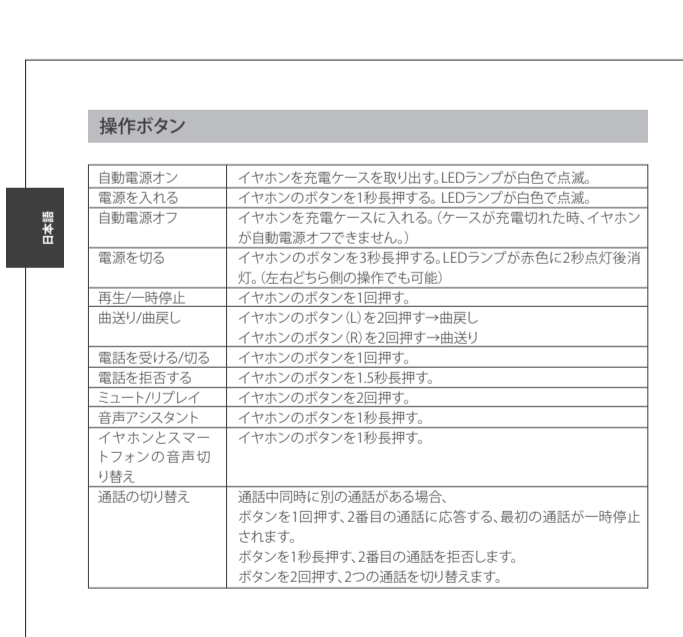 操作ボタン
日本語
自動電源オン イヤホンを充電ケースを取り出す。LEDランプが白色で点滅。
電源を入れる イヤホンのボタンを1秒長押する。LEDランプが白色で点滅。
自動電源オフ イヤホンを充電ケースに入れる。(ケースが充電切れた時、イヤホン
が自動電源オフできません。)
電源を切る イヤホンのボタンを3秒長押する。LEDランプが赤色に2秒点灯後消
灯。(左右どちら側の操作でも可能)
再生/一時停止 イヤホンのボタンを1回押す。
曲送り/曲戻し イヤホンのボタン(L)を2回押す→曲戻し
イヤホンのボタン(R)を2回押す→曲送り
電話を受ける/切る イヤホンのボタンを1回押す。
電話を拒否する イヤホンのボタンを1.5秒長押す。
ミュート/リプレイ イヤホンのボタンを2回押す。
音声アシスタント イヤホンのボタンを1秒長押す。
イヤホンとスマー イヤホンのボタンを1秒長押す。
トフォンの音声切
り替え
通話の切り替え 通話中同時に別の通話がある場合、
ボタンを1回押す、2番目の通話に応答する、最初の通話が一時停止
されます。
ボタンを1秒長押す、2番目の通話を拒否します。
ボタンを2回押す、2つの通話を切り替えます。